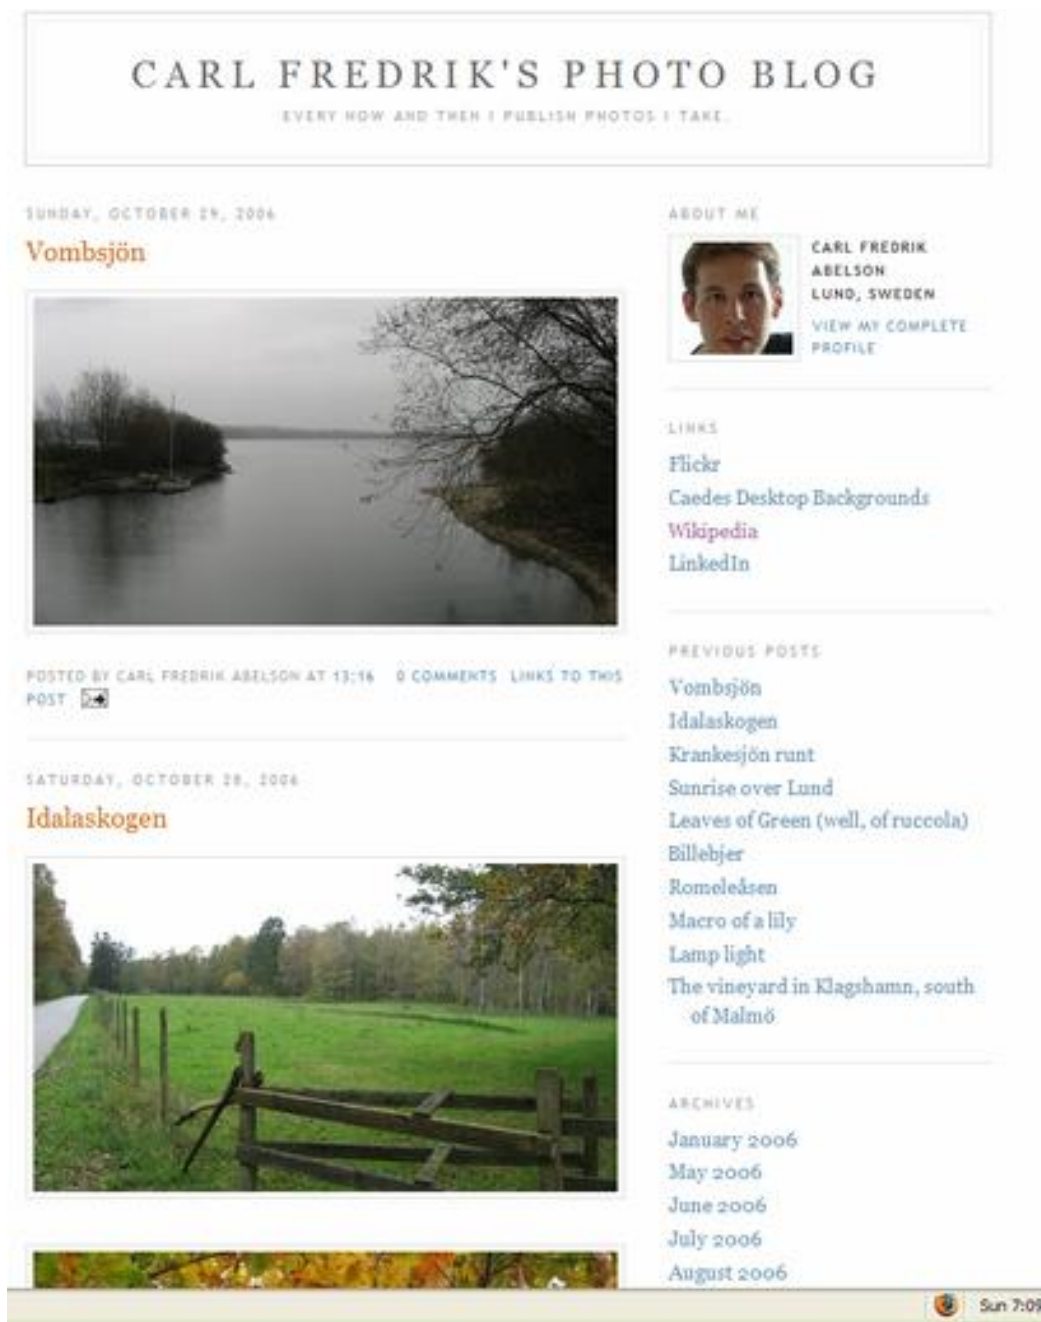 CARL FREDRIK'S PHOTO BLOG
EVERY NOW AND THEN I PUBLISH PHOTOS I TAKE.
SUNDAY, OCTOBER 29, 2006
Vombsjön
POSTED BY CARL FREDRIK ABELSON AT 13:16 0 COMMENTS LINKS TO THIS
POST
SATURDAY, OCTOBER 28, 2006
Idalaskogen
ABOUT ME
CARL FREDRIK
ABELSON
LUND, SWEDEN
VIEW MY COMPLETE
PROFILE
LINKS
Flickr
Caedes Desktop Backgrounds
Wikipedia
LinkedIn
PREVIOUS POSTS
Vombsjön
Idalaskogen
Krankesjön runt
Sunrise over Lund
Leaves of Green (well, of ruccola)
Billebjer
Romeleåsen
Macro of a lily
Lamp light
The vineyard in Klagshamn, south
of Malmö
ARCHIVES
January 2006
May 2006
June 2006
July 2006
August 2006
Sun 7:09